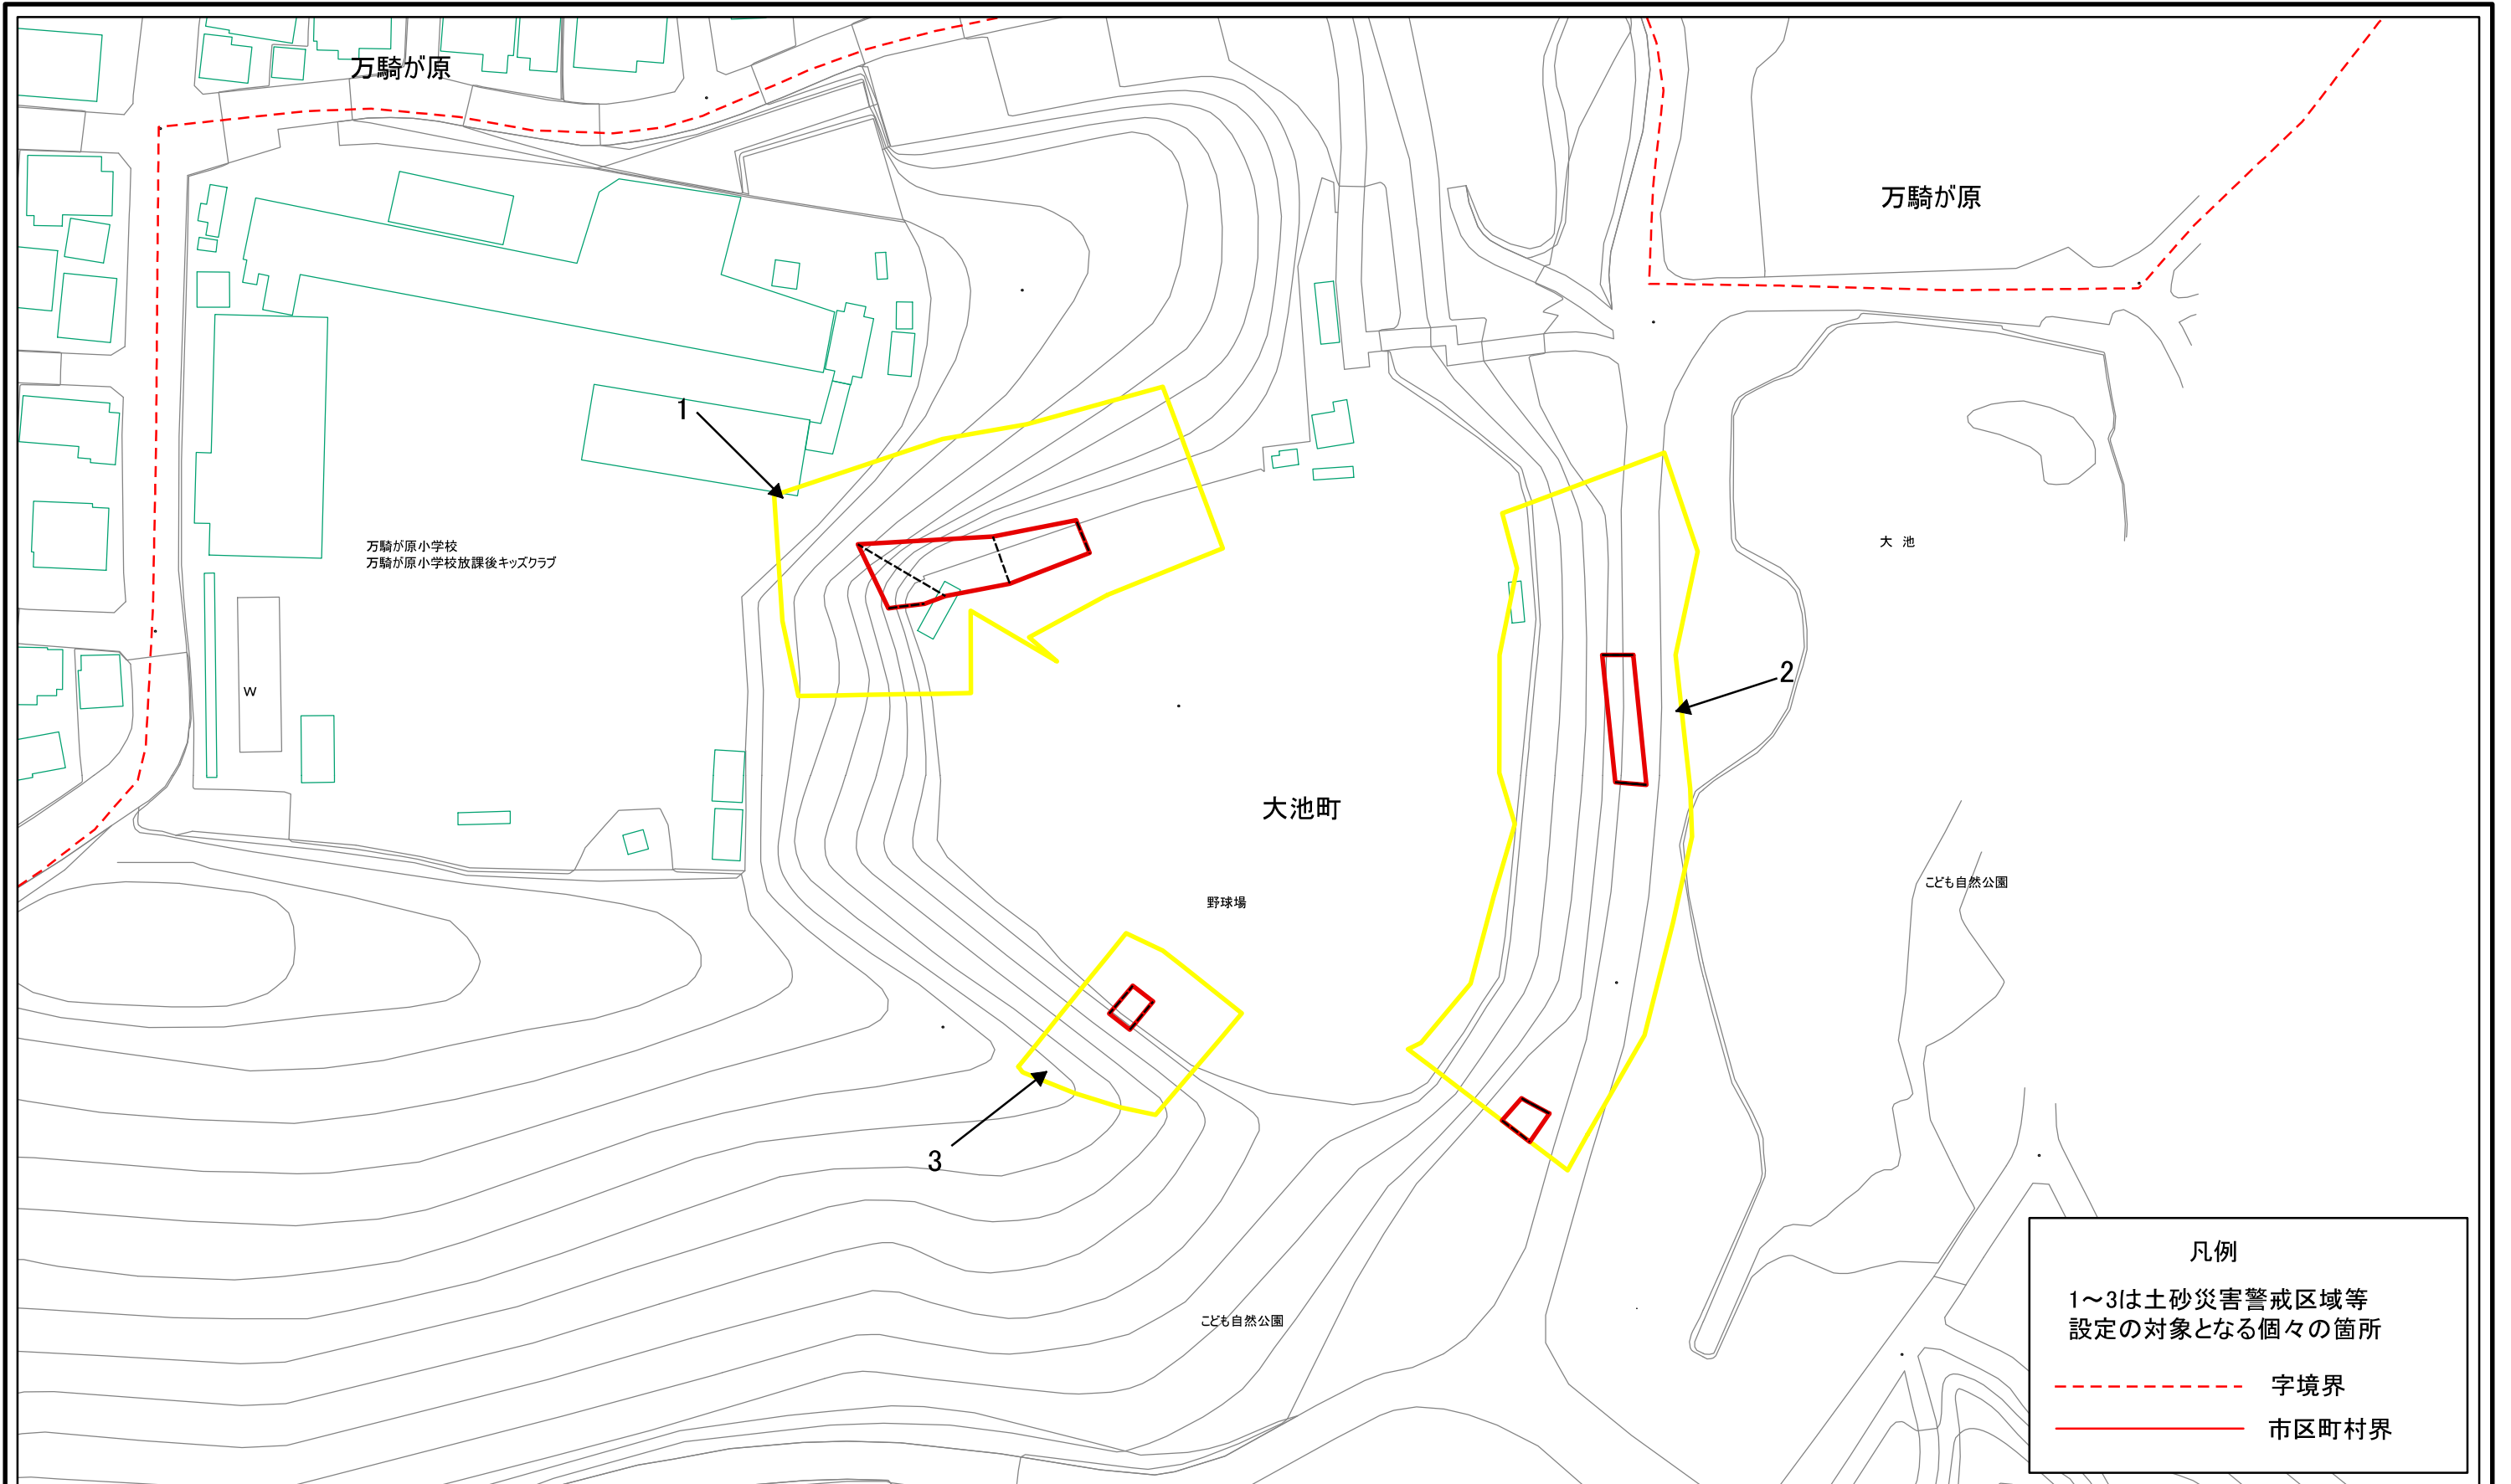 万騎が原
万騎が原
1
万騎が原小学校
万騎が原小学校放課後キッズクラブ
大 池
W
2
大池町
こども自然公園
野球場
3
こども自然公園
凡例
1～3は土砂災害警戒区域等
設定の対象となる個々の箇所
字境界
市区町村界